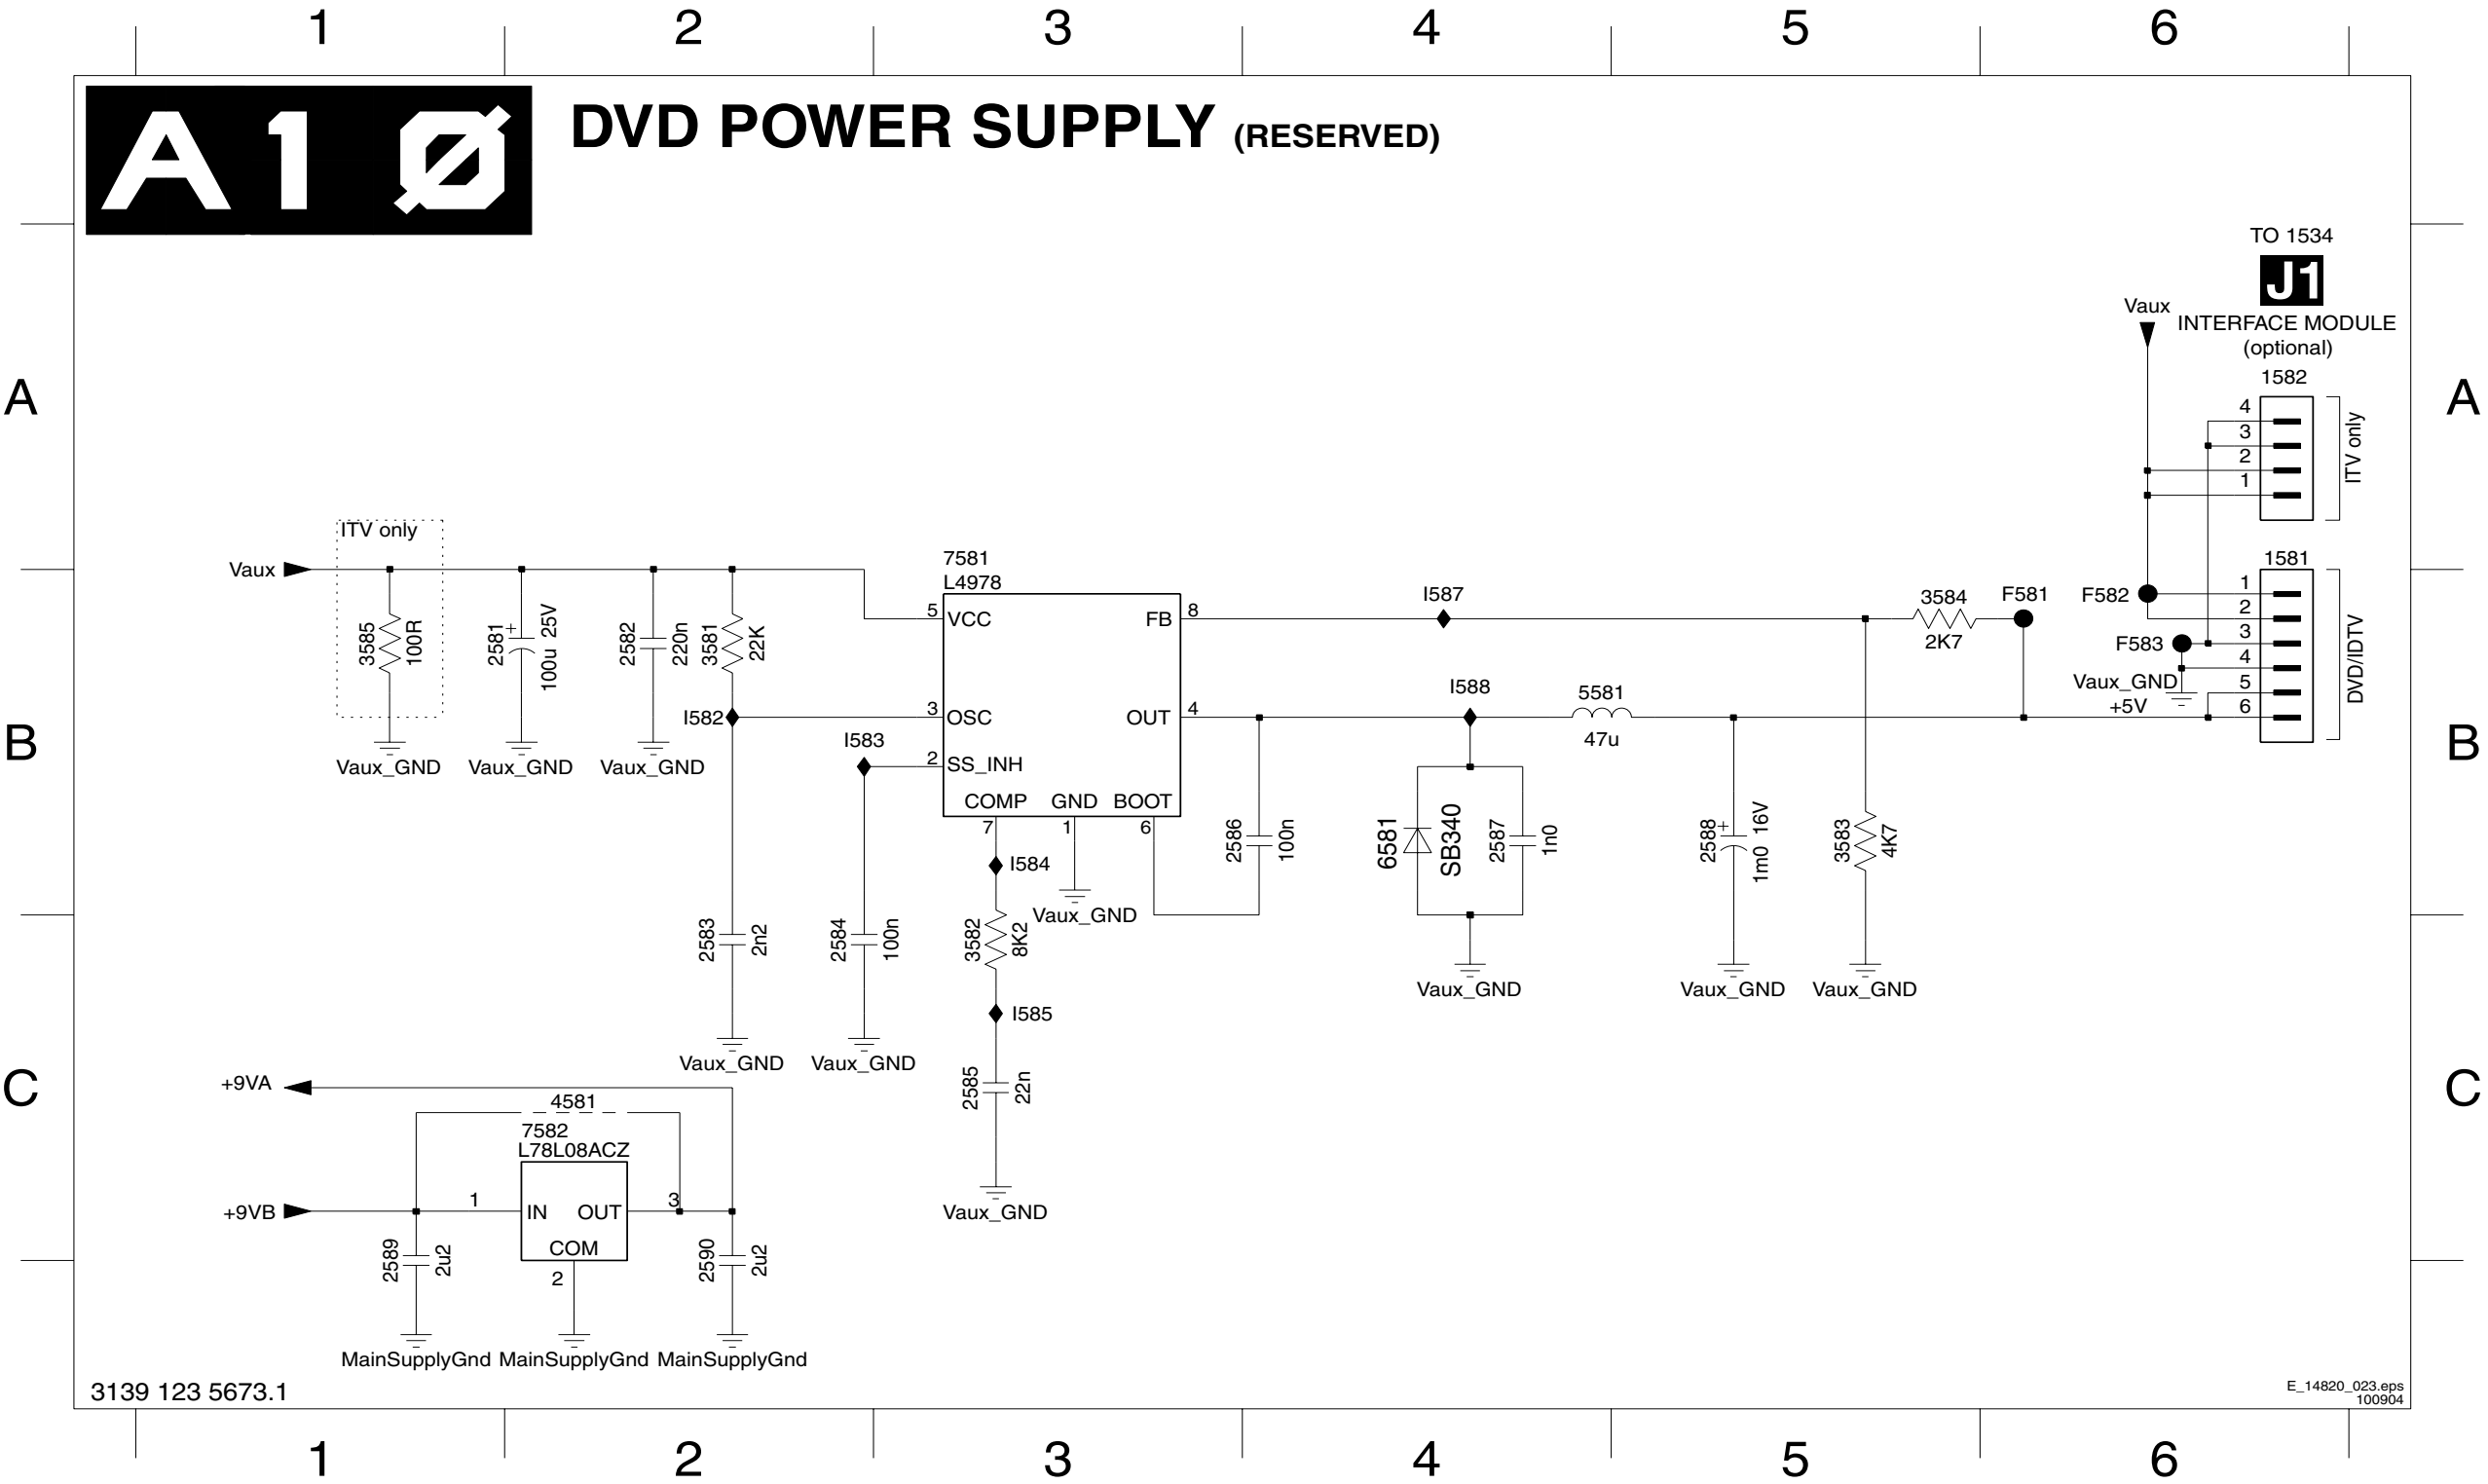 1 2 3 4 5 6
A10 DVD POWER SUPPLY (RESERVED)
TO 1534
J1
Vaux
INTERFACE MODULE
(optional)
1582
A A
4
3
2
1
ITV only
ITV only
Vaux
3585 100R
Vaux_GND
2581 + 100u 25V
Vaux_GND
2582 220n
Vaux_GND
3581 22K
I582
I583
7581
L4978
5 VCC
FB 8
3 OSC
OUT 4
2 SS_INH
COMP GND BOOT
7 1 6
I587
3584
2K7
F581
I588
5581
47u
1581
F582
F583
Vaux_GND
+5V
1
2
3
4
5
6
DVD/IDTV
B B
I584
Vaux_GND
2586 100n
6581 SB340
2587 1n0
2588 + 1m0 16V
3583 4K7
2583 2n2
2584 100n
3582 8K2
Vaux_GND Vaux_GND Vaux_GND
I585
Vaux_GND Vaux_GND
2585 22n
Vaux_GND
C C
+9VA
4581
7582
L78L08ACZ
+9VB
1 IN OUT 3
COM
2
2589 2u2
2590 2u2
MainSupplyGnd MainSupplyGnd MainSupplyGnd
3139 123 5673.1
E_14820_023.eps
100904
1 2 3 4 5 6